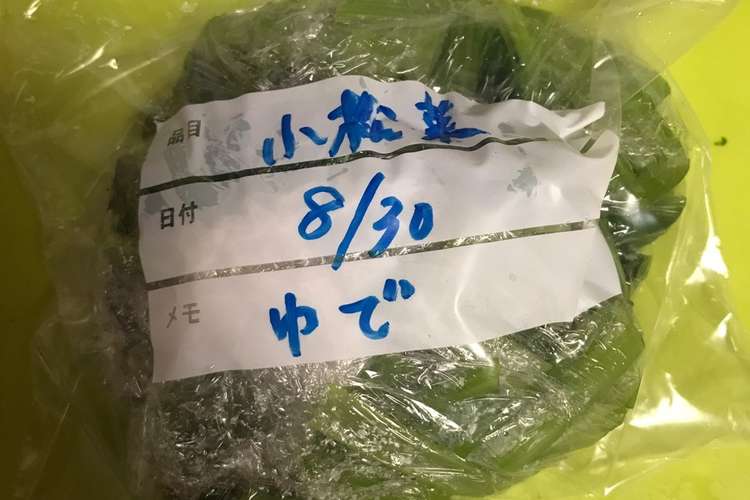 品目 小松菜
日付 8/30
メモ ゆで